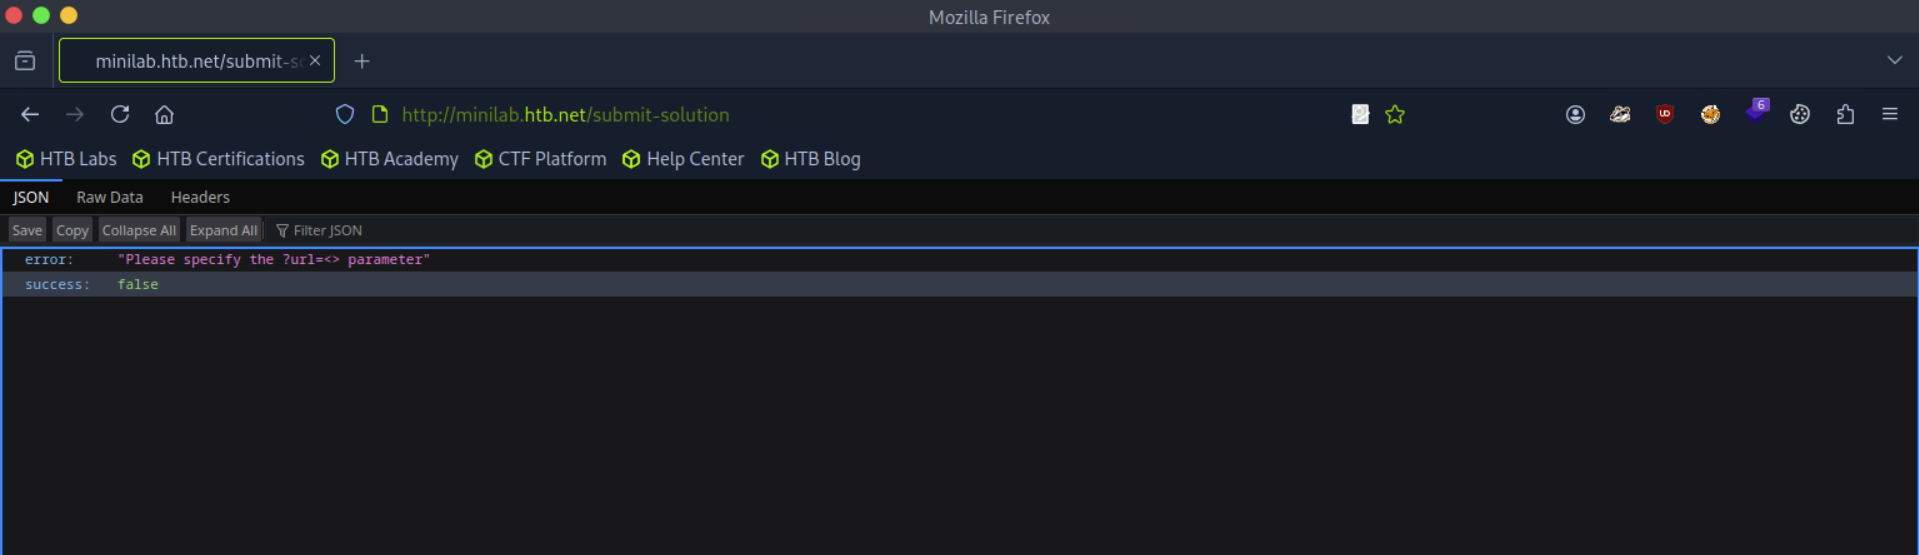 Mozilla Firefox
minilab.htb.net/submit-so
http://minilab.htb.net/submit-solution
6
HTB Labs HTB Certifications HTB Academy CTF Platform Help Center HTB Blog
JSON Raw Data Headers
Save Copy Collapse All Expand All Filter JSON
error: "Please specify the ?url=<> parameter"
success: false